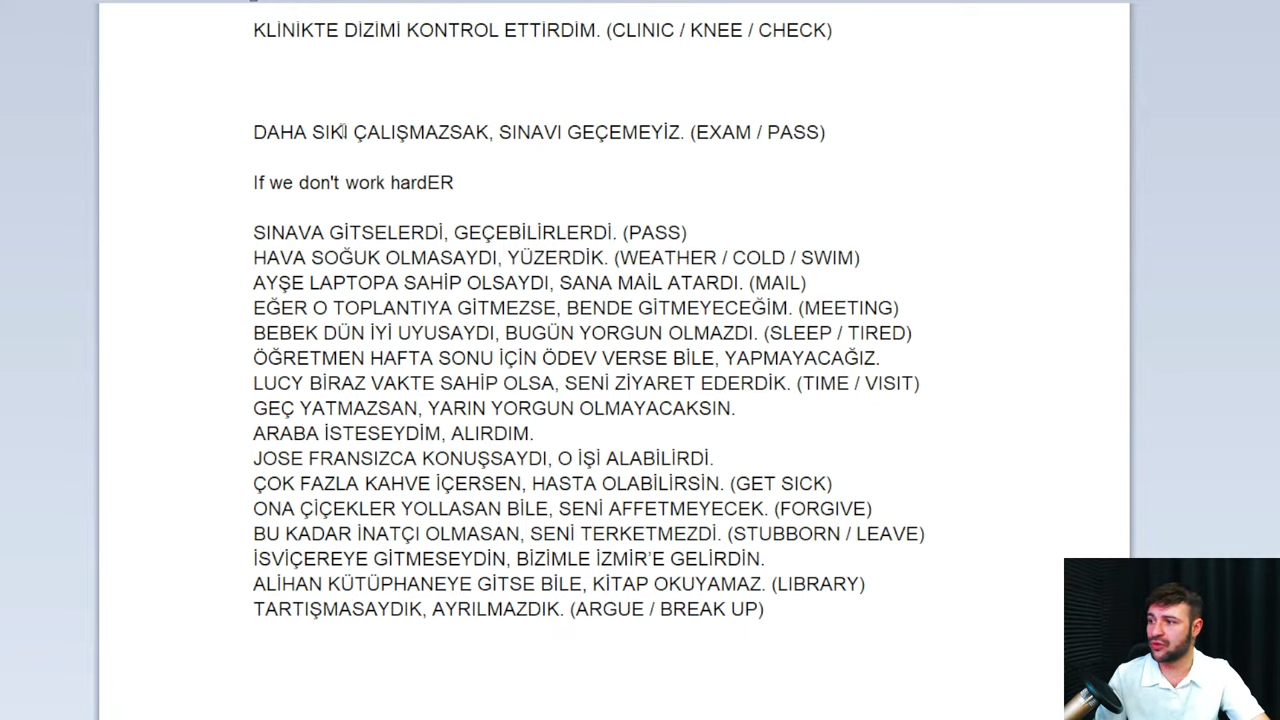 KLİNİKTE DİZİMİ KONTROL ETTİRDİM. (CLINIC / KNEE / CHECK)
DAHA SIKI ÇALIŞMAZSAK, SINAVI GEÇEMEYİZ. (EXAM / PASS)
If we don't work hardER
SINAVA GİTSELERDİ, GEÇEBİLİRLERDİ. (PASS)
HAVA SOĞUK OLMASAYDI, YÜZERDİK. (WEATHER / COLD / SWIM)
AYŞE LAPTOPA SAHİP OLSAYDI, SANA MAİL ATARDI. (MAIL)
EĞER O TOPLANTIYA GİTMEZSE, BENDE GİTMEYECEĞİM. (MEETING)
BEBEK DÜN İYİ UYUSAYDI, BUGÜN YORGUN OLMAZDI. (SLEEP / TIRED)
ÖĞRETMEN HAFTA SONU İÇİN ÖDEV VERSE BİLE, YAPMAYACAĞIZ.
LUCY BİRAZ VAKTE SAHİP OLSA, SENİ ZİYARET EDERDİK. (TIME / VISIT)
GEÇ YATMAZSAN, YARIN YORGUN OLMAYACAKSIN.
ARABA İSTESEYDİM, ALIRDIM.
JOSE FRANSIZCA KONUŞSAYDI, O İŞİ ALABİLİRDİ.
ÇOK FAZLA KAHVE İÇERSEN, HASTA OLABİLİRSİN. (GET SICK)
ONA ÇİÇEKLER YOLLASAN BİLE, SENİ AFFETMEYECEK. (FORGIVE)
BU KADAR İNATÇI OLMASAN, SENİ TERKETMEZDİ. (STUBBORN / LEAVE)
İSVİÇEREYE GİTMESEYDİN, BİZİMLE İZMİR’E GELİRDİN.
ALİHAN KÜTÜPHANEYE GİTSE BİLE, KİTAP OKUYAMAZ. (LIBRARY)
TARTIŞMASAYDIK, AYRILMAZDIK. (ARGUE / BREAK UP)